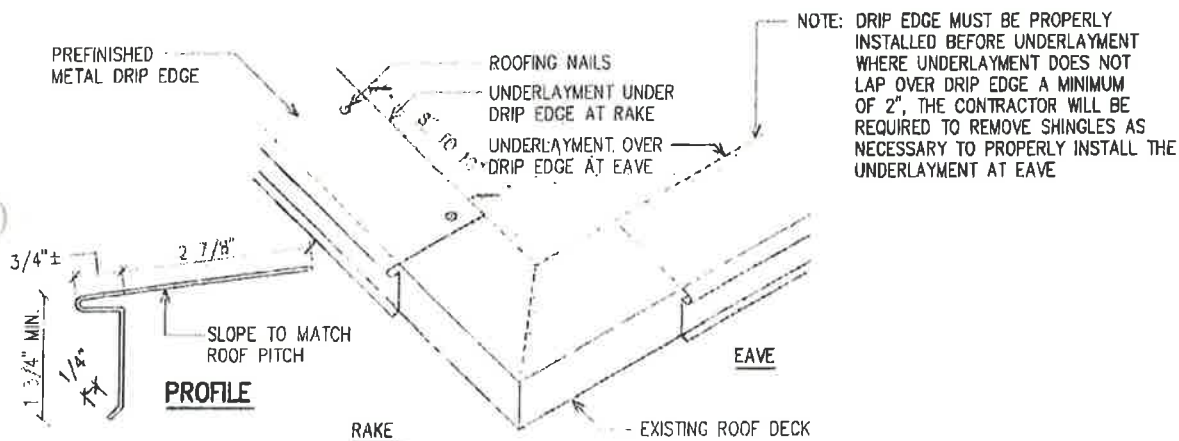 PREFINISHED
METAL DRIP EDGE
ROOFING NAILS
UNDERLAYMENT UNDER
DRIP EDGE AT RAKE
UNDERLAYMENT OVER
DRIP EDGE AT EAVE
8" TO
NOTE: DRIP EDGE MUST BE PROPERLY
INSTALLED BEFORE UNDERLAYMENT
WHERE UNDERLAYMENT DOES NOT
LAP OVER DRIP EDGE A MINIMUM
OF 2", THE CONTRACTOR WILL BE
REQUIRED TO REMOVE SHINGLES AS
NECESSARY TO PROPERLY INSTALL THE
UNDERLAYMENT AT EAVE
3/4"±
2 7/8"
1 3/4" MIN.
1/4"
SLOPE TO MATCH
ROOF PITCH
PROFILE
EAVE
RAKE
EXISTING ROOF DECK